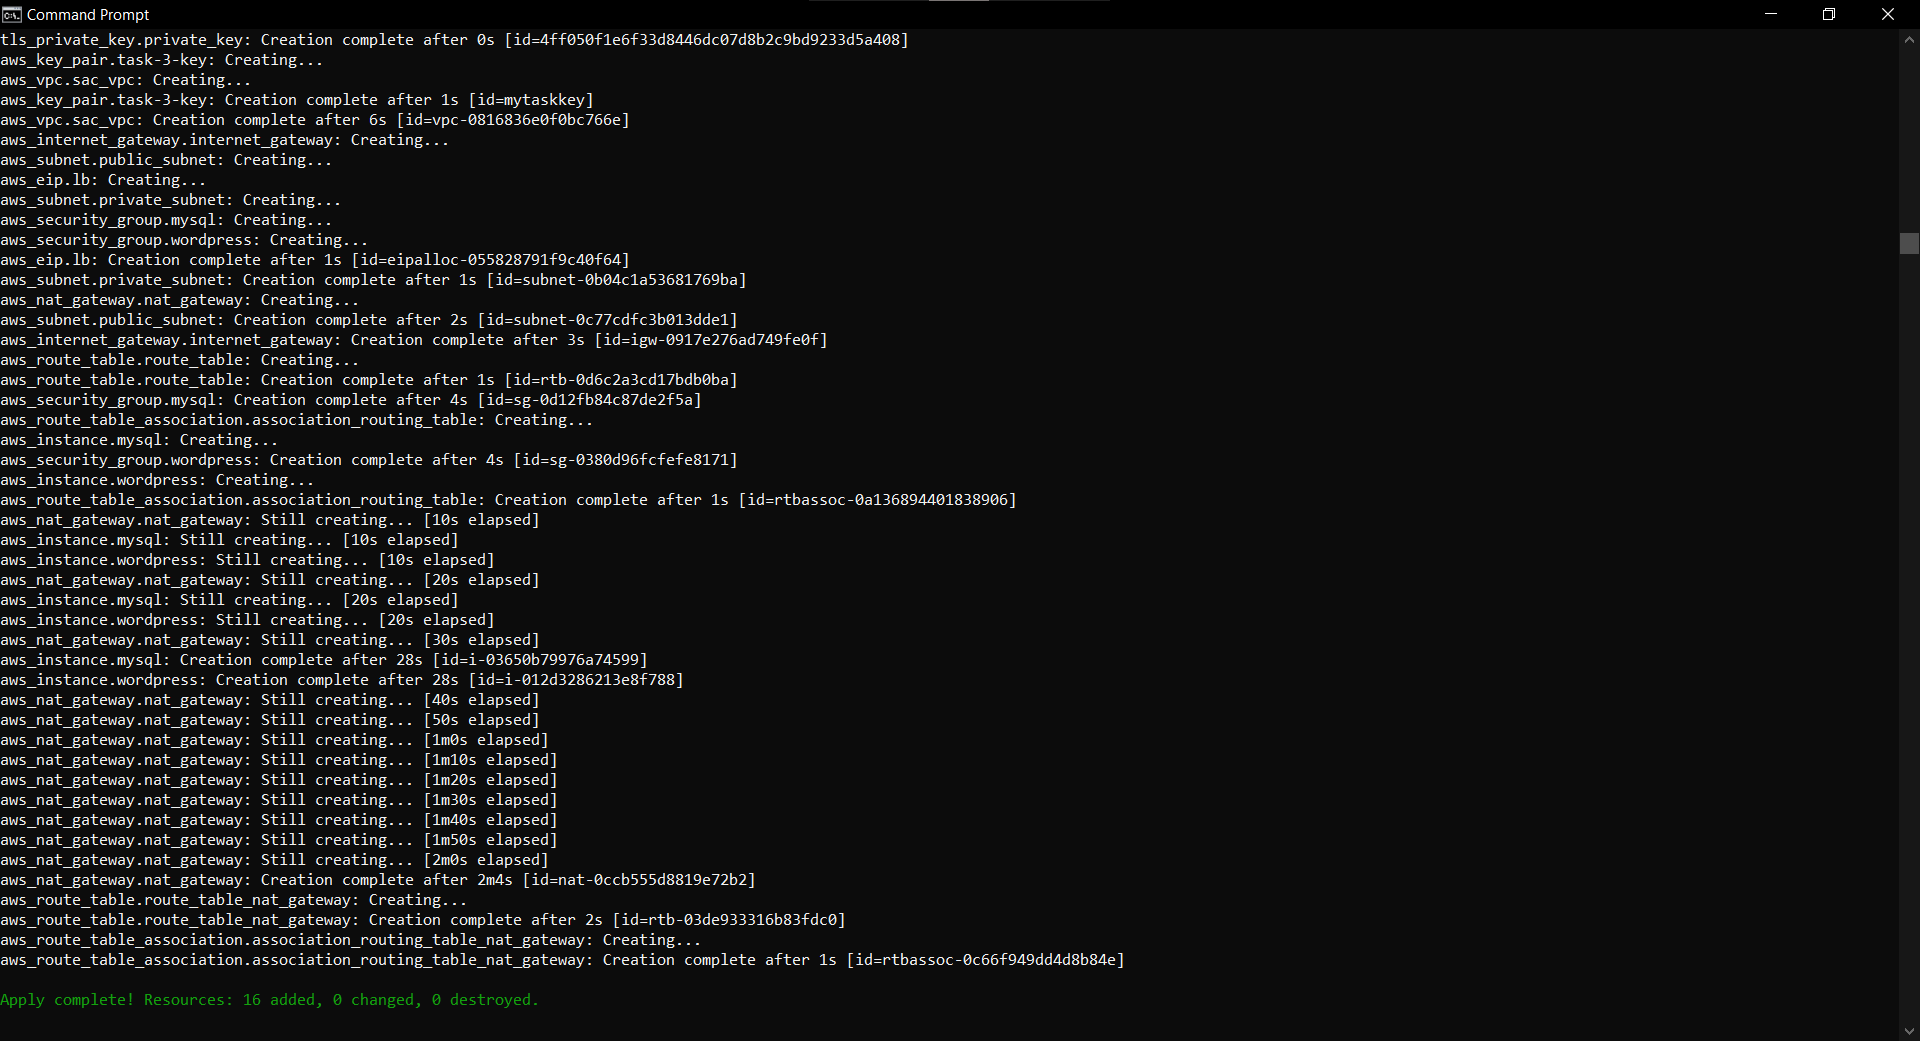 Command Prompt
tls_private_key.private_key: Creation complete after 0s [id=4ff050f1e6f33d8446dc07d8b2c9bd9233d5a408]
aws_key_pair.task-3-key: Creating...
aws_vpc.sac_vpc: Creating...
aws_key_pair.task-3-key: Creation complete after 1s [id=mytaskkey]
aws_vpc.sac_vpc: Creation complete after 6s [id=vpc-0816836e0f0bc766e]
aws_internet_gateway.internet_gateway: Creating...
aws_subnet.public_subnet: Creating...
aws_eip.lb: Creating...
aws_subnet.private_subnet: Creating...
aws_security_group.mysql: Creating...
aws_security_group.wordpress: Creating...
aws_eip.lb: Creation complete after 1s [id=eipalloc-055828791f9c40f64]
aws_subnet.private_subnet: Creation complete after 1s [id=subnet-0b04c1a53681769ba]
aws_nat_gateway.nat_gateway: Creating...
aws_subnet.public_subnet: Creation complete after 2s [id=subnet-0c77cdfc3b013dde1]
aws_internet_gateway.internet_gateway: Creation complete after 3s [id=igw-0917e276ad749fe0f]
aws_route_table.route_table: Creating...
aws_route_table.route_table: Creation complete after 1s [id=rtb-0d6c2a3cd17bdb0ba]
aws_security_group.mysql: Creation complete after 4s [id=sg-0d12fb84c87de2f5a]
aws_route_table_association.association_routing_table: Creating...
aws_instance.mysql: Creating...
aws_security_group.wordpress: Creation complete after 4s [id=sg-0380d96fcfefe8171]
aws_instance.wordpress: Creating...
aws_route_table_association.association_routing_table: Creation complete after 1s [id=rtbassoc-0a136894401838906]
aws_nat_gateway.nat_gateway: Still creating... [10s elapsed]
aws_instance.mysql: Still creating... [10s elapsed]
aws_instance.wordpress: Still creating... [10s elapsed]
aws_nat_gateway.nat_gateway: Still creating... [20s elapsed]
aws_instance.mysql: Still creating... [20s elapsed]
aws_instance.wordpress: Still creating... [20s elapsed]
aws_nat_gateway.nat_gateway: Still creating... [30s elapsed]
aws_instance.mysql: Creation complete after 28s [id=i-03650b79976a74599]
aws_instance.wordpress: Creation complete after 28s [id=i-012d3286213e8f788]
aws_nat_gateway.nat_gateway: Still creating... [40s elapsed]
aws_nat_gateway.nat_gateway: Still creating... [50s elapsed]
aws_nat_gateway.nat_gateway: Still creating... [1m0s elapsed]
aws_nat_gateway.nat_gateway: Still creating... [1m10s elapsed]
aws_nat_gateway.nat_gateway: Still creating... [1m20s elapsed]
aws_nat_gateway.nat_gateway: Still creating... [1m30s elapsed]
aws_nat_gateway.nat_gateway: Still creating... [1m40s elapsed]
aws_nat_gateway.nat_gateway: Still creating... [1m50s elapsed]
aws_nat_gateway.nat_gateway: Still creating... [2m0s elapsed]
aws_nat_gateway.nat_gateway: Creation complete after 2m4s [id=nat-0ccb555d8819e72b2]
aws_route_table.route_table_nat_gateway: Creating...
aws_route_table.route_table_nat_gateway: Creation complete after 2s [id=rtb-03de933316b83fdc0]
aws_route_table_association.association_routing_table_nat_gateway: Creating...
aws_route_table_association.association_routing_table_nat_gateway: Creation complete after 1s [id=rtbassoc-0c66f949dd4d8b84e]
Apply complete! Resources: 16 added, 0 changed, 0 destroyed.